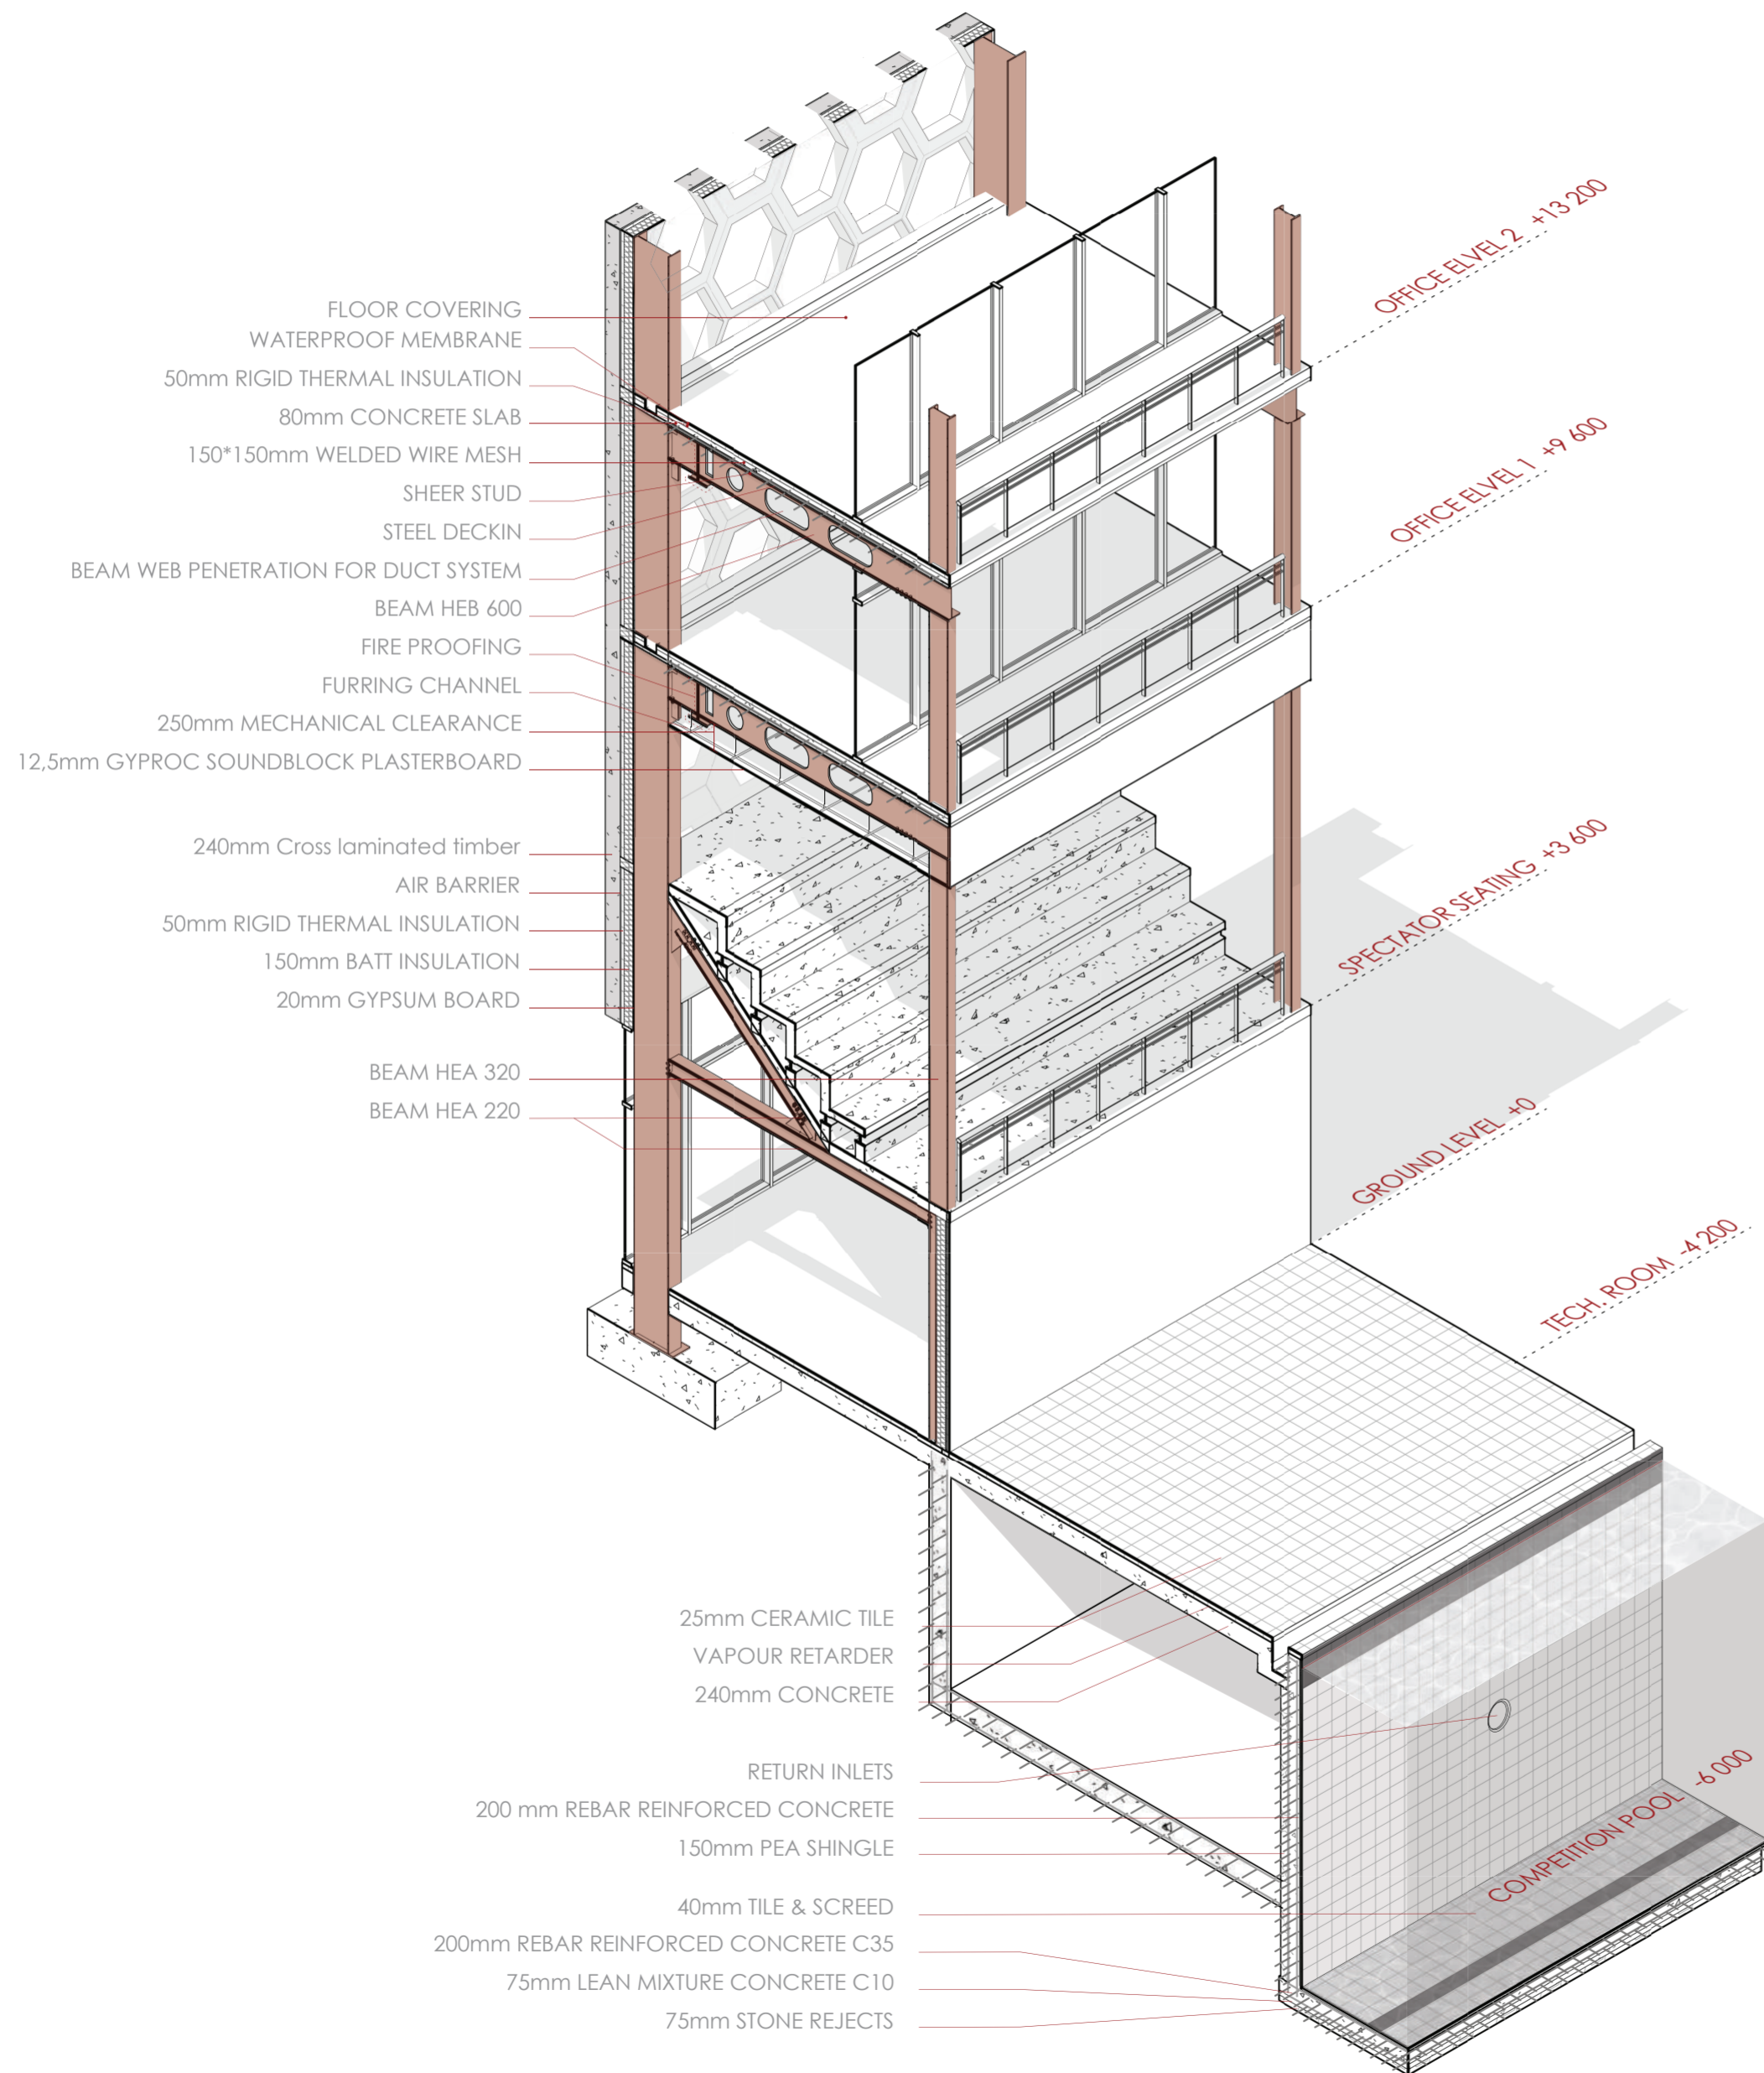 FLOOR COVERING
WATERPROOF MEMBRANE
50mm RIGID THERMAL INSULATION
80mm CONCRETE SLAB
150*150mm WELDED WIRE MESH
SHEER STUD
STEEL DECKIN
BEAM WEB PENETRATION FOR DUCT SYSTEM
BEAM HEB 600
FIRE PROOFING
FURRING CHANNEL
250mm MECHANICAL CLEARANCE
12,5mm GYPROC SOUNDBLOCK PLASTERBOARD
240mm Cross laminated timber
AIR BARRIER
50mm RIGID THERMAL INSULATION
150mm BATT INSULATION
20mm GYPSUM BOARD
BEAM HEA 320
BEAM HEA 220
25mm CERAMIC TILE
VAPOUR RETARDER
240mm CONCRETE
RETURN INLETS
200 mm REBAR REINFORCED CONCRETE
150mm PEA SHINGLE
40mm TILE & SCREED
200mm REBAR REINFORCED CONCRETE C35
75mm LEAN MIXTURE CONCRETE C10
75mm STONE REJECTS
OFFICE ELVEL 2 +13 200
OFFICE ELVEL 1 +9 600
SPECTATOR SEATING +3 600
GROUND LEVEL +0
TECH. ROOM -4 200
COMPETITION POOL -6 000